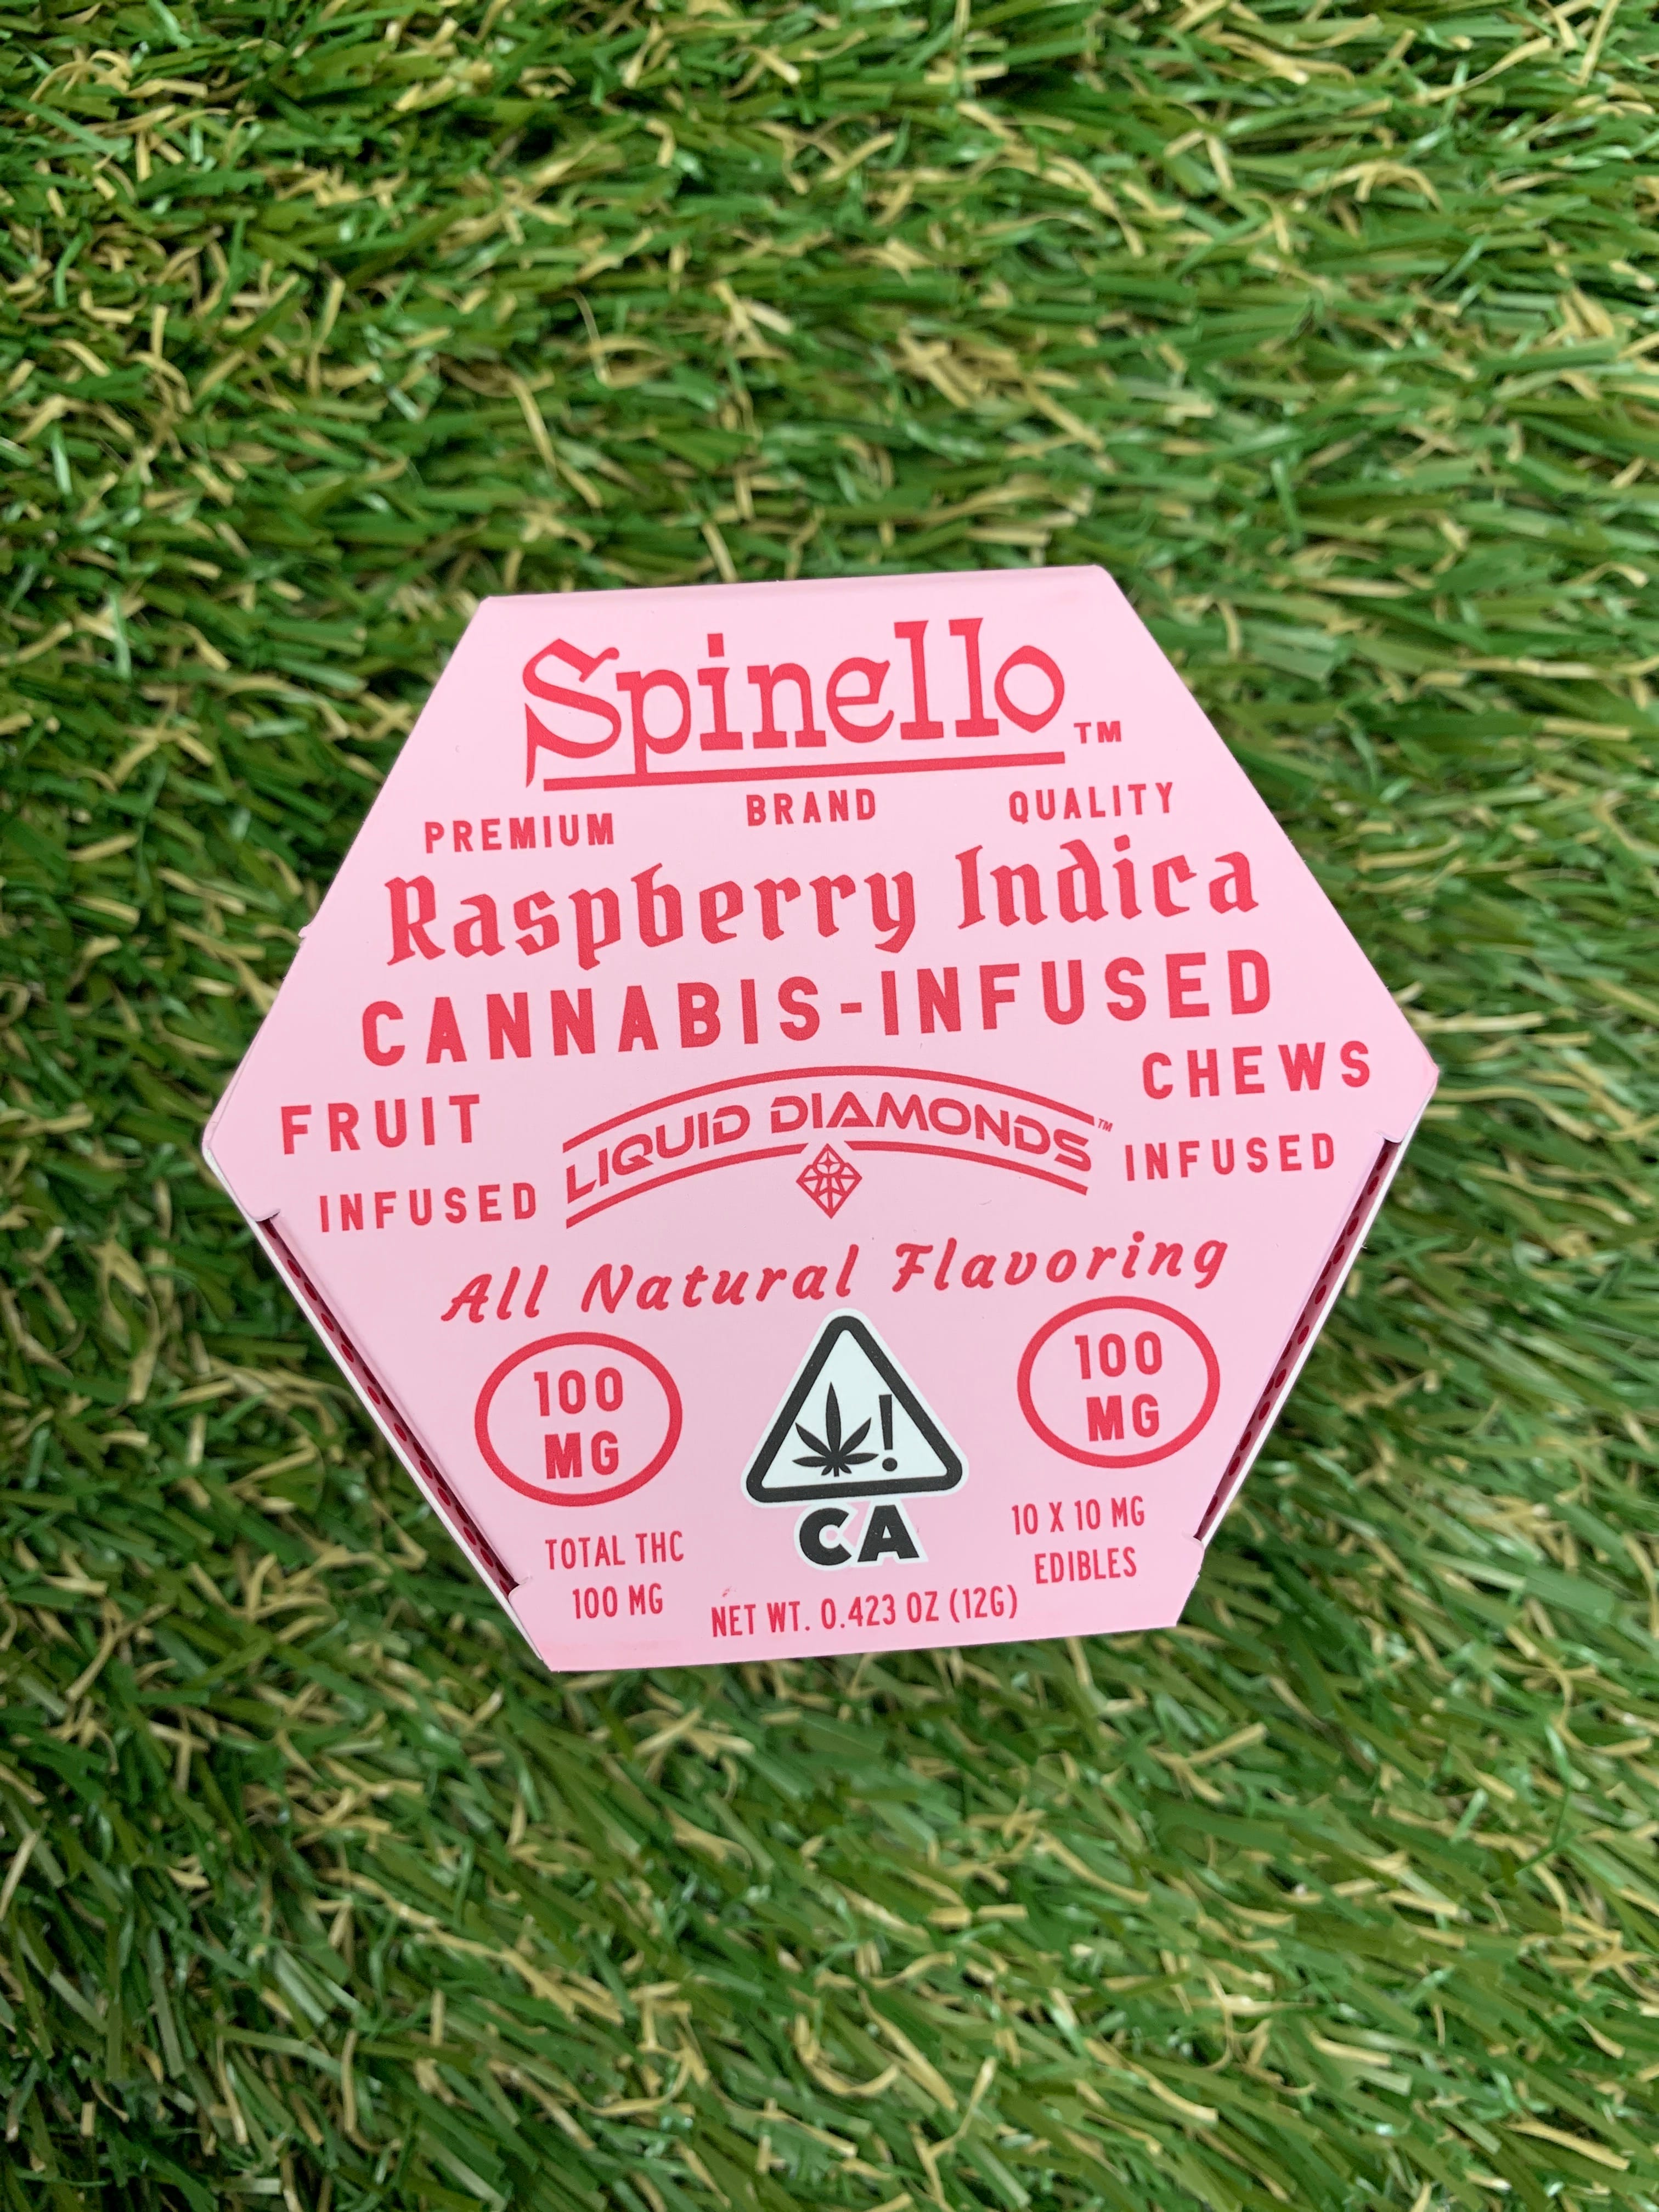 Spinello™
PREMIUM BRAND QUALITY
Raspberry Indica
CANNABIS-INFUSED
FRUIT CHEWS
INFUSED LIQUID DIAMONDS™ INFUSED
All Natural Flavoring
100 MG
100 MG
!
CA
TOTAL THC
100 MG
10 X 10 MG
EDIBLES
NET WT. 0.423 OZ (12G)